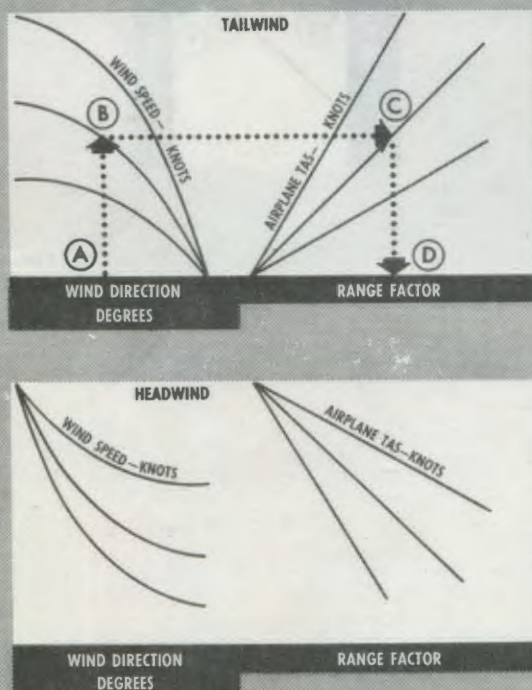 TAILWIND
WIND SPEED—KNOTS
AIRPLANE TAS—KNOTS
B
C
A
D
WIND DIRECTION
DEGREES
RANGE FACTOR
HEADWIND
WIND SPEED—KNOTS
AIRPLANE TAS—KNOTS
WIND DIRECTION
DEGREES
RANGE FACTOR